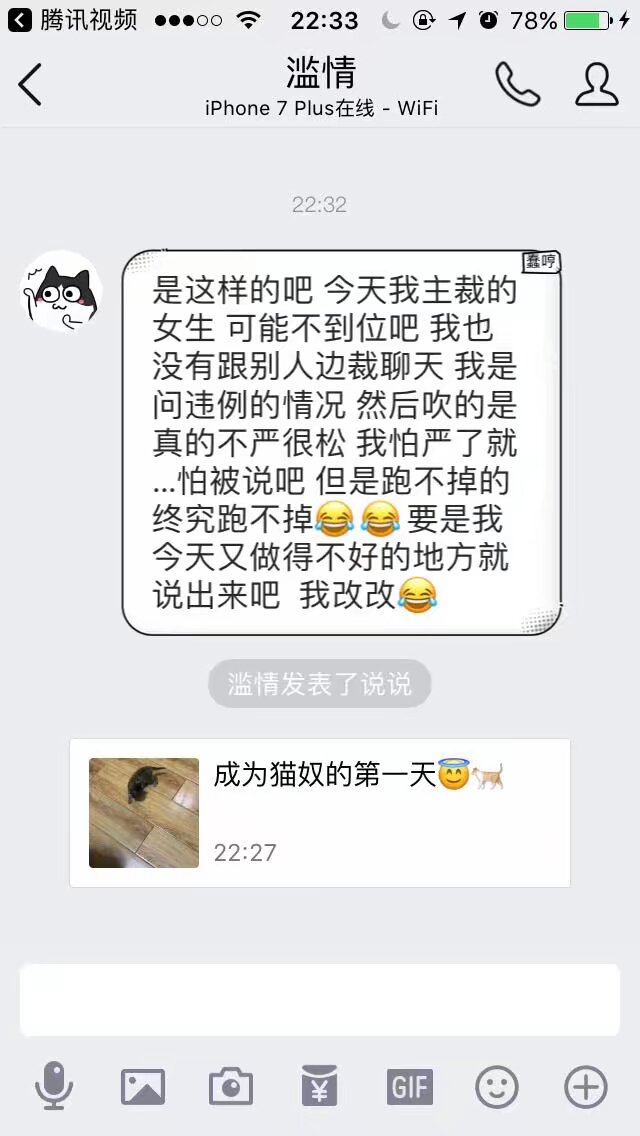 腾讯视频 22:33 78%
滥情
iPhone 7 Plus在线 - WiFi
22:32
蠢哼
是这样的吧 今天我主裁的
女生 可能不到位吧 我也
没有跟别人边裁聊天 我是
问违例的情况 然后吹的是
真的不严很松 我怕严了就
...怕被说吧 但是跑不掉的
终究跑不掉😂😂要是我
今天又做得不好的地方就
说出来吧 我改改😂
滥情发表了说说
成为猫奴的第一天😇🐈
22:27
GIF